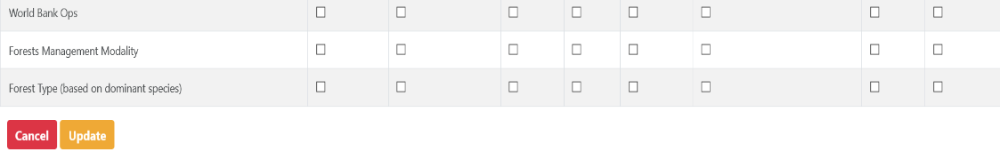 World Bank Ops
Forests Management Modality
Forest Type (based on dominant species)
Cancel Update